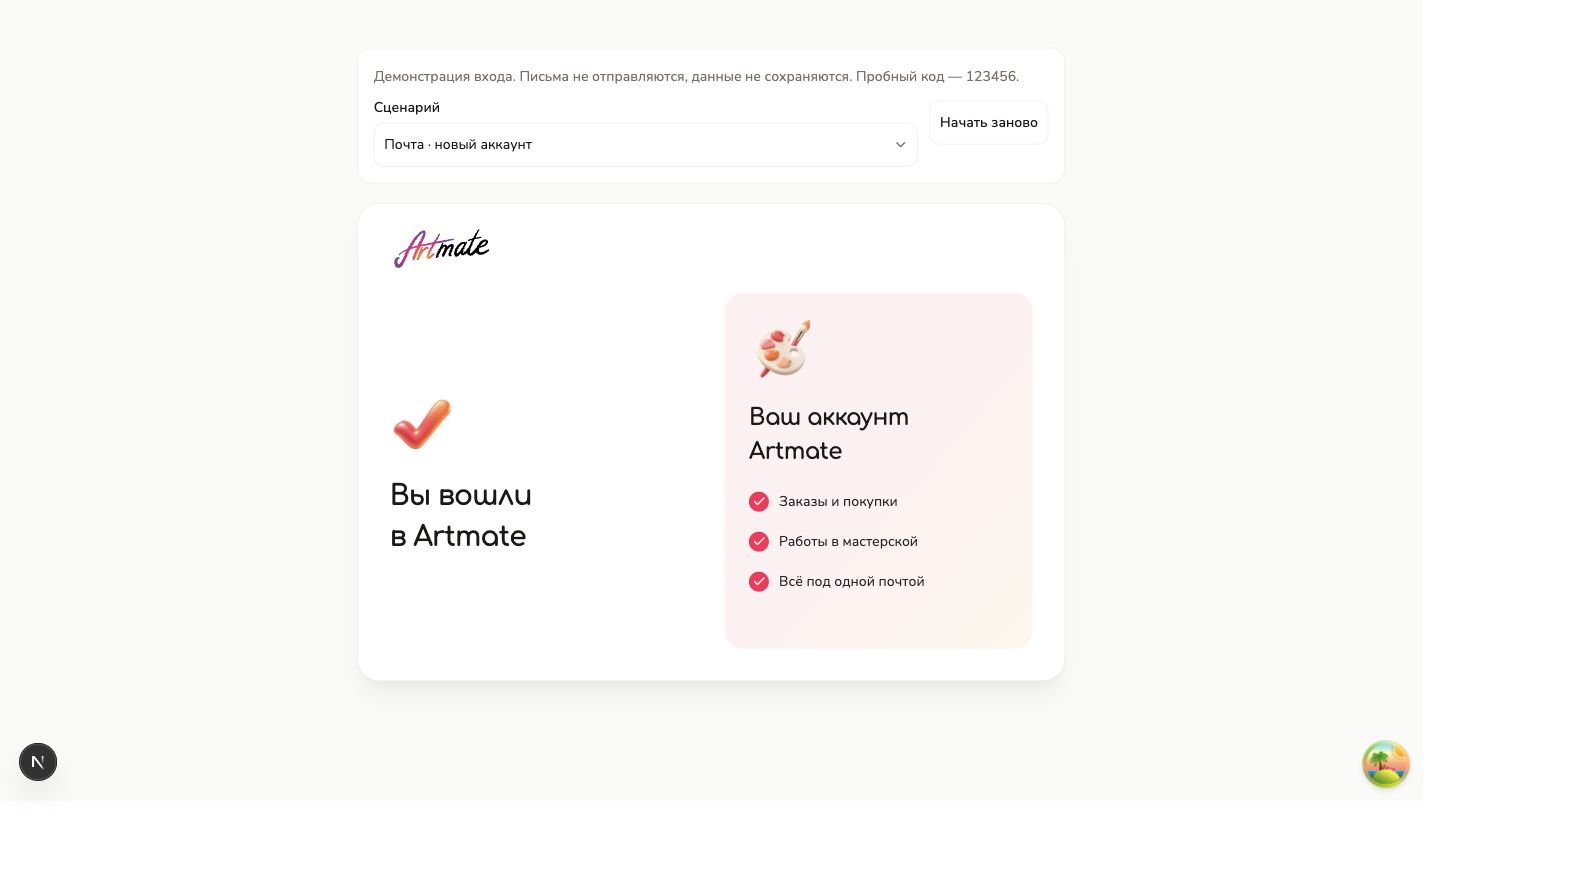 Демонстрация входа. Письма не отправляются, данные не сохраняются. Пробный код — 123456.
Сценарий
Начать заново
Почта · новый аккаунт
Artmate
Вы вошли
в Artmate
Ваш аккаунт
Artmate
Заказы и покупки
Работы в мастерской
Всё под одной почтой
N